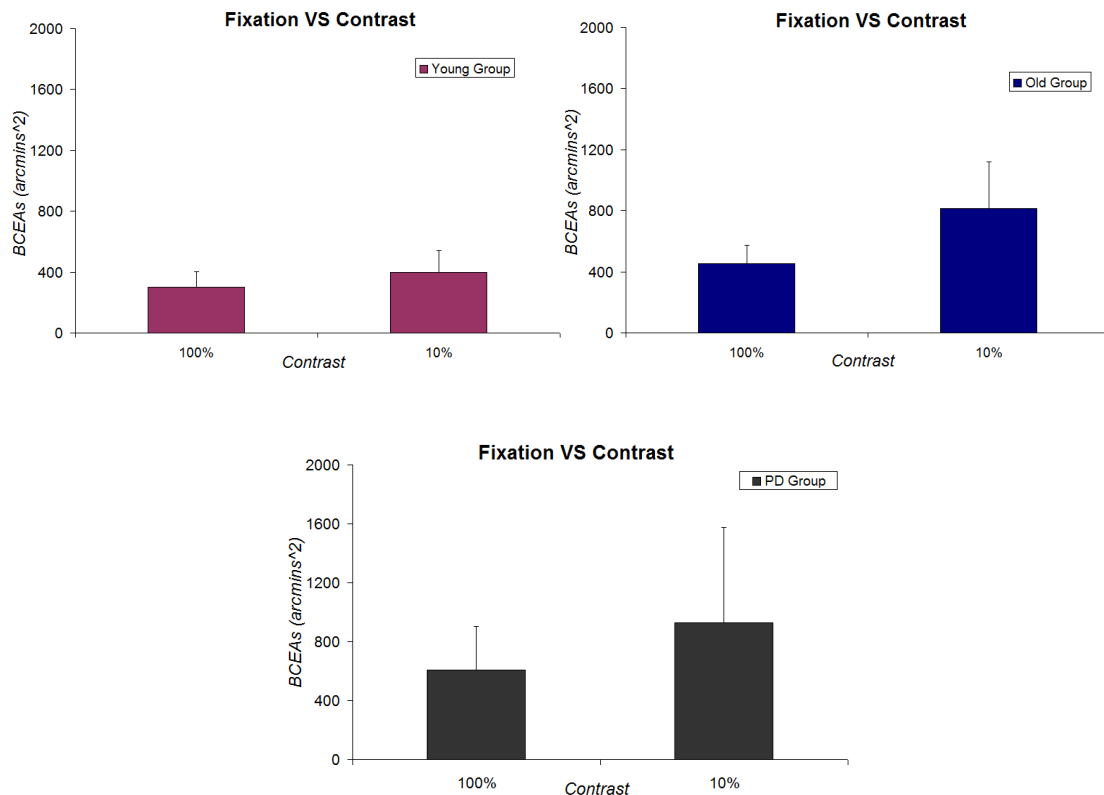 Fixation VS Contrast
Young Group
BCEAs (arcmins^2)
2000
1600
1200
800
400
0
100%
10%
Contrast
Fixation VS Contrast
Old Group
BCEAs (arcmins^2)
2000
1600
1200
800
400
0
100%
10%
Contrast
Fixation VS Contrast
PD Group
BCEAs (arcmins^2)
2000
1600
1200
800
400
0
100%
10%
Contrast